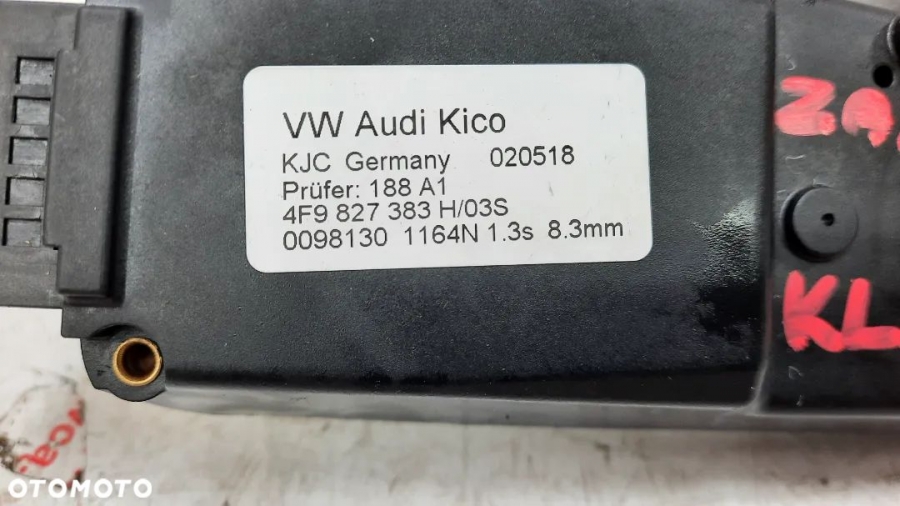 VW Audi Kico
KJC Germany 020518
Prüfer: 188 A1
4F9 827 383 H/03S
0098130 1164N 1.3s 8.3mm
KL
OTOMOTO